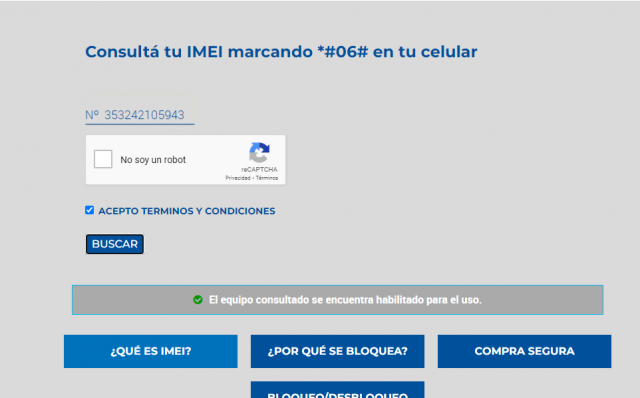 Consultá tu IMEI marcando *#06# en tu celular
Nº 353242105943
No soy un robot
reCAPTCHA
Privacidad - Términos
ACEPTO TERMINOS Y CONDICIONES
BUSCAR
El equipo consultado se encuentra habilitado para el uso.
¿QUÉ ES IMEI? ¿POR QUÉ SE BLOQUEA? COMPRA SEGURA
BLOQUEO/DESBLOQUEO